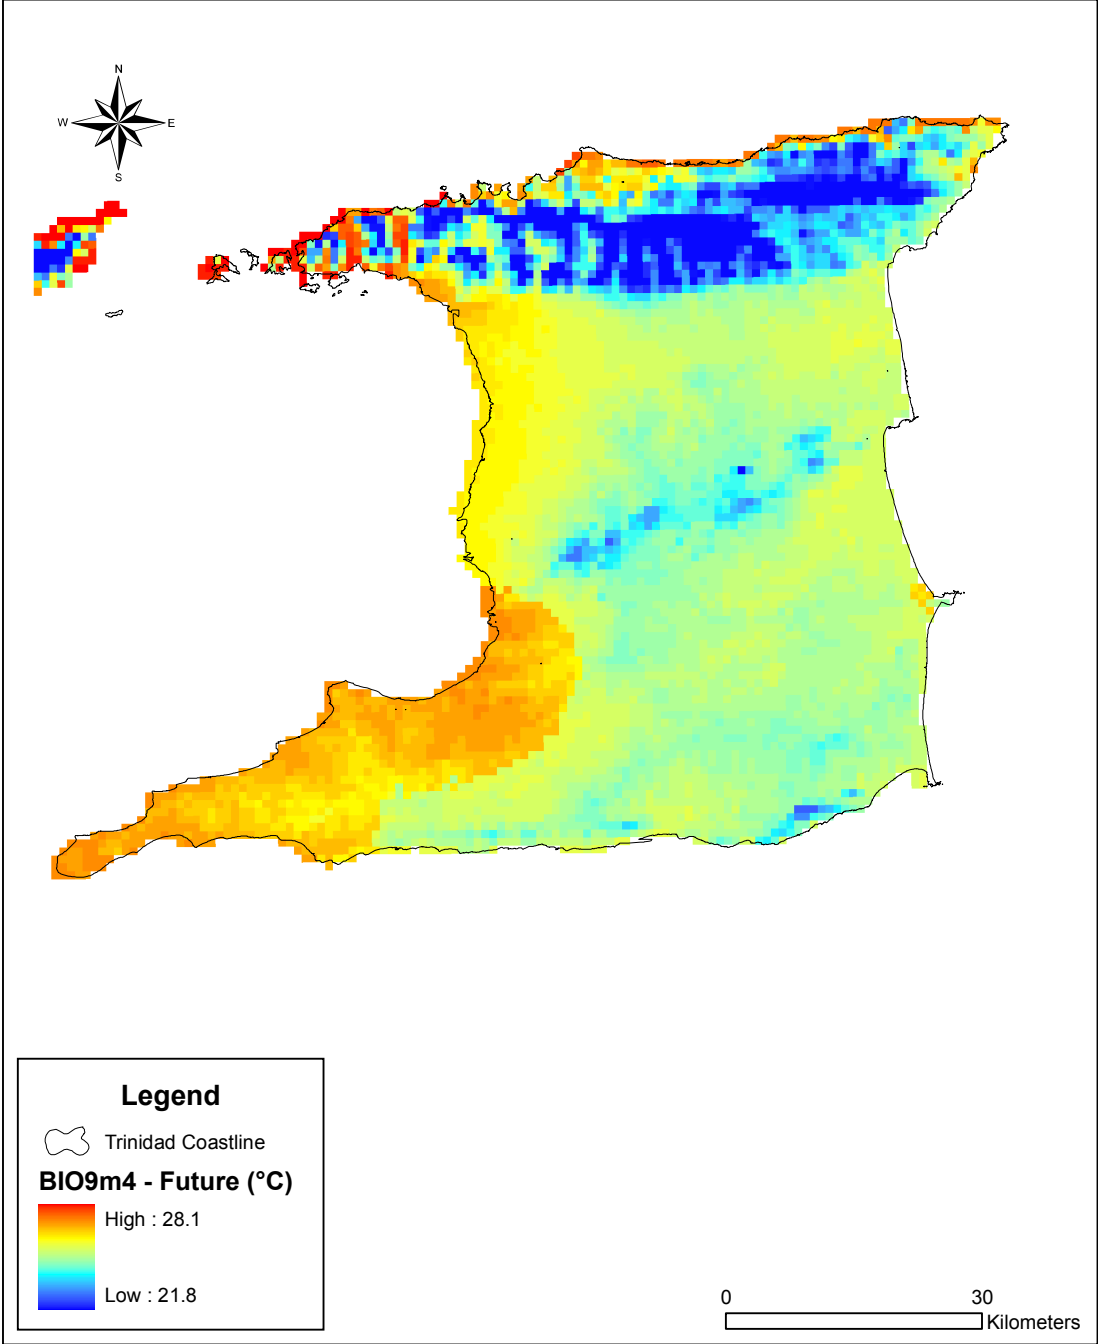 N
W E
S
Legend
Trinidad Coastline
BIO9m4 - Future (°C)
High : 28.1
Low : 21.8
0 30
Kilometers